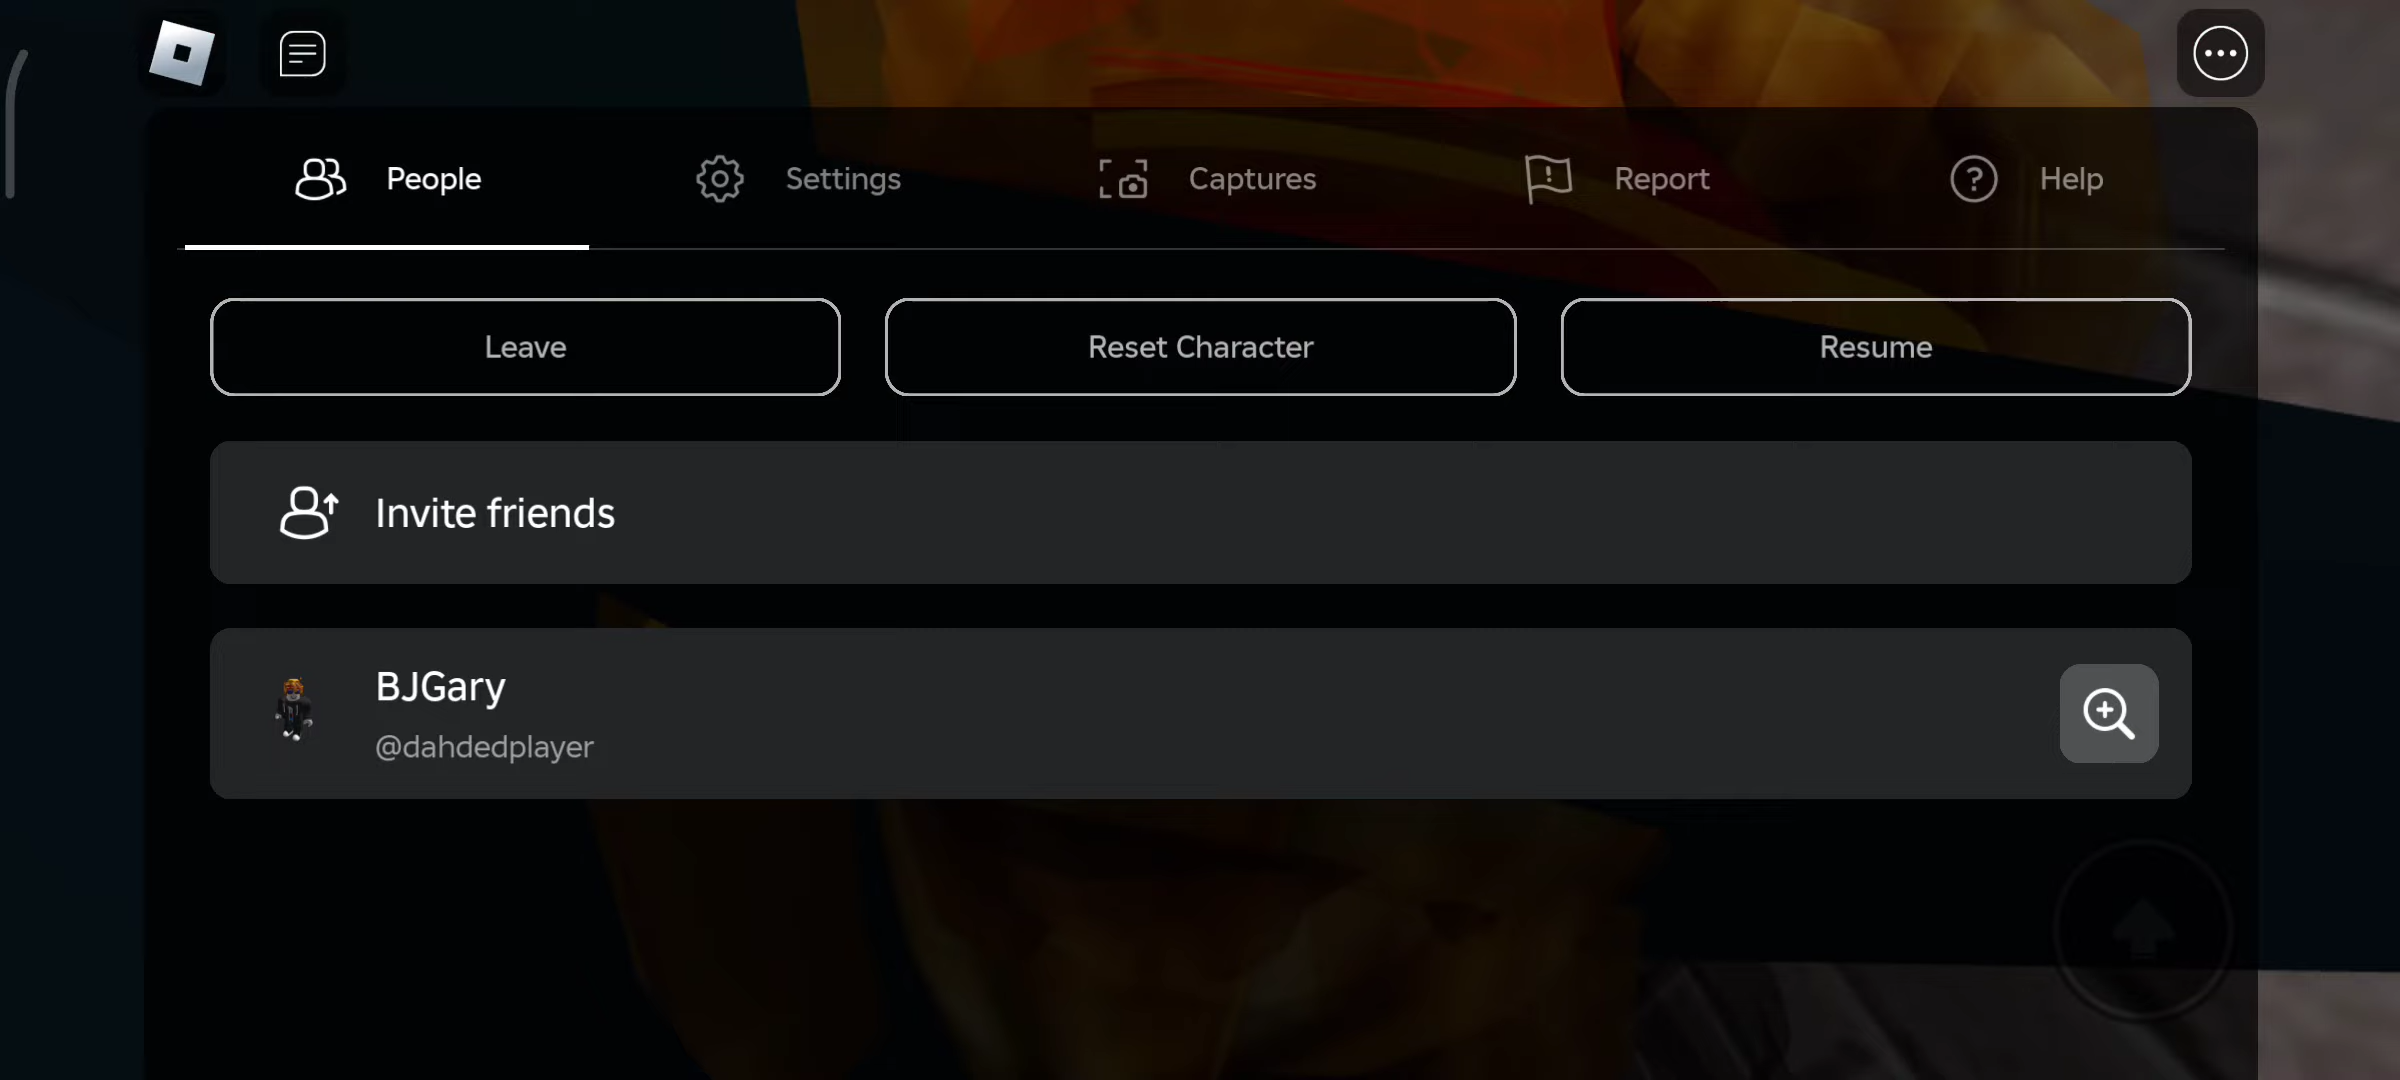 People
Settings
Captures
Report
Help
Leave
Reset Character
Resume
Invite friends
BJGary
@dahdedplayer